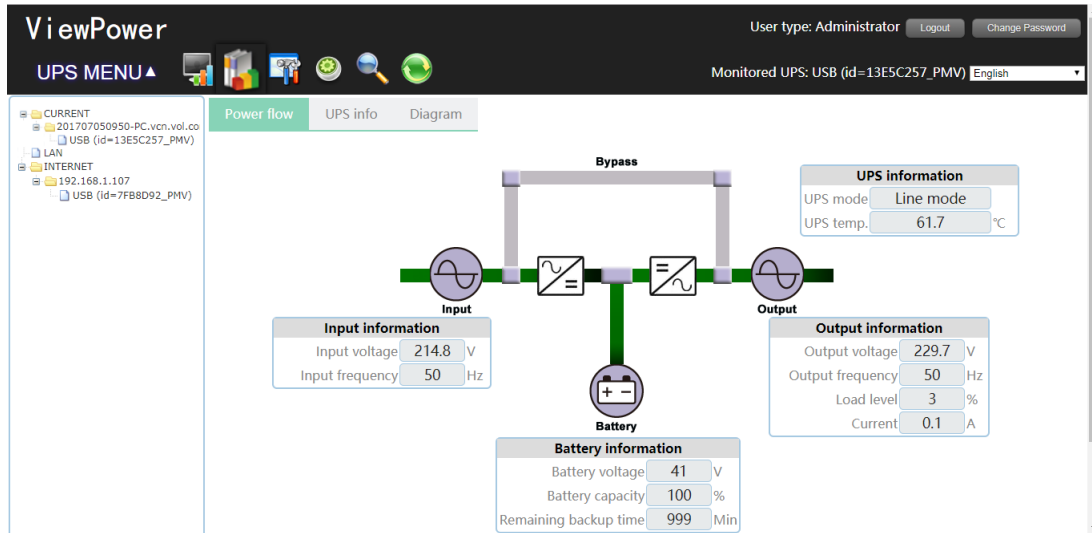 ViewPower
User type: Administrator Logout Change Password
UPS MENU▲
Monitored UPS: USB (id=13E5C257_PMV) English
CURRENT
201707050950-PC.vcn.vol.co
USB (id=13E5C257_PMV)
LAN
INTERNET
192.168.1.107
USB (id=7FB8D92_PMV)
Power flow UPS info Diagram
Bypass
UPS information
UPS mode Line mode
UPS temp. 61.7 ℃
Input
Output
Input information
Input voltage 214.8 V
Input frequency 50 Hz
Output information
Output voltage 229.7 V
Output frequency 50 Hz
Load level 3 %
Current 0.1 A
Battery
Battery information
Battery voltage 41 V
Battery capacity 100 %
Remaining backup time 999 Min